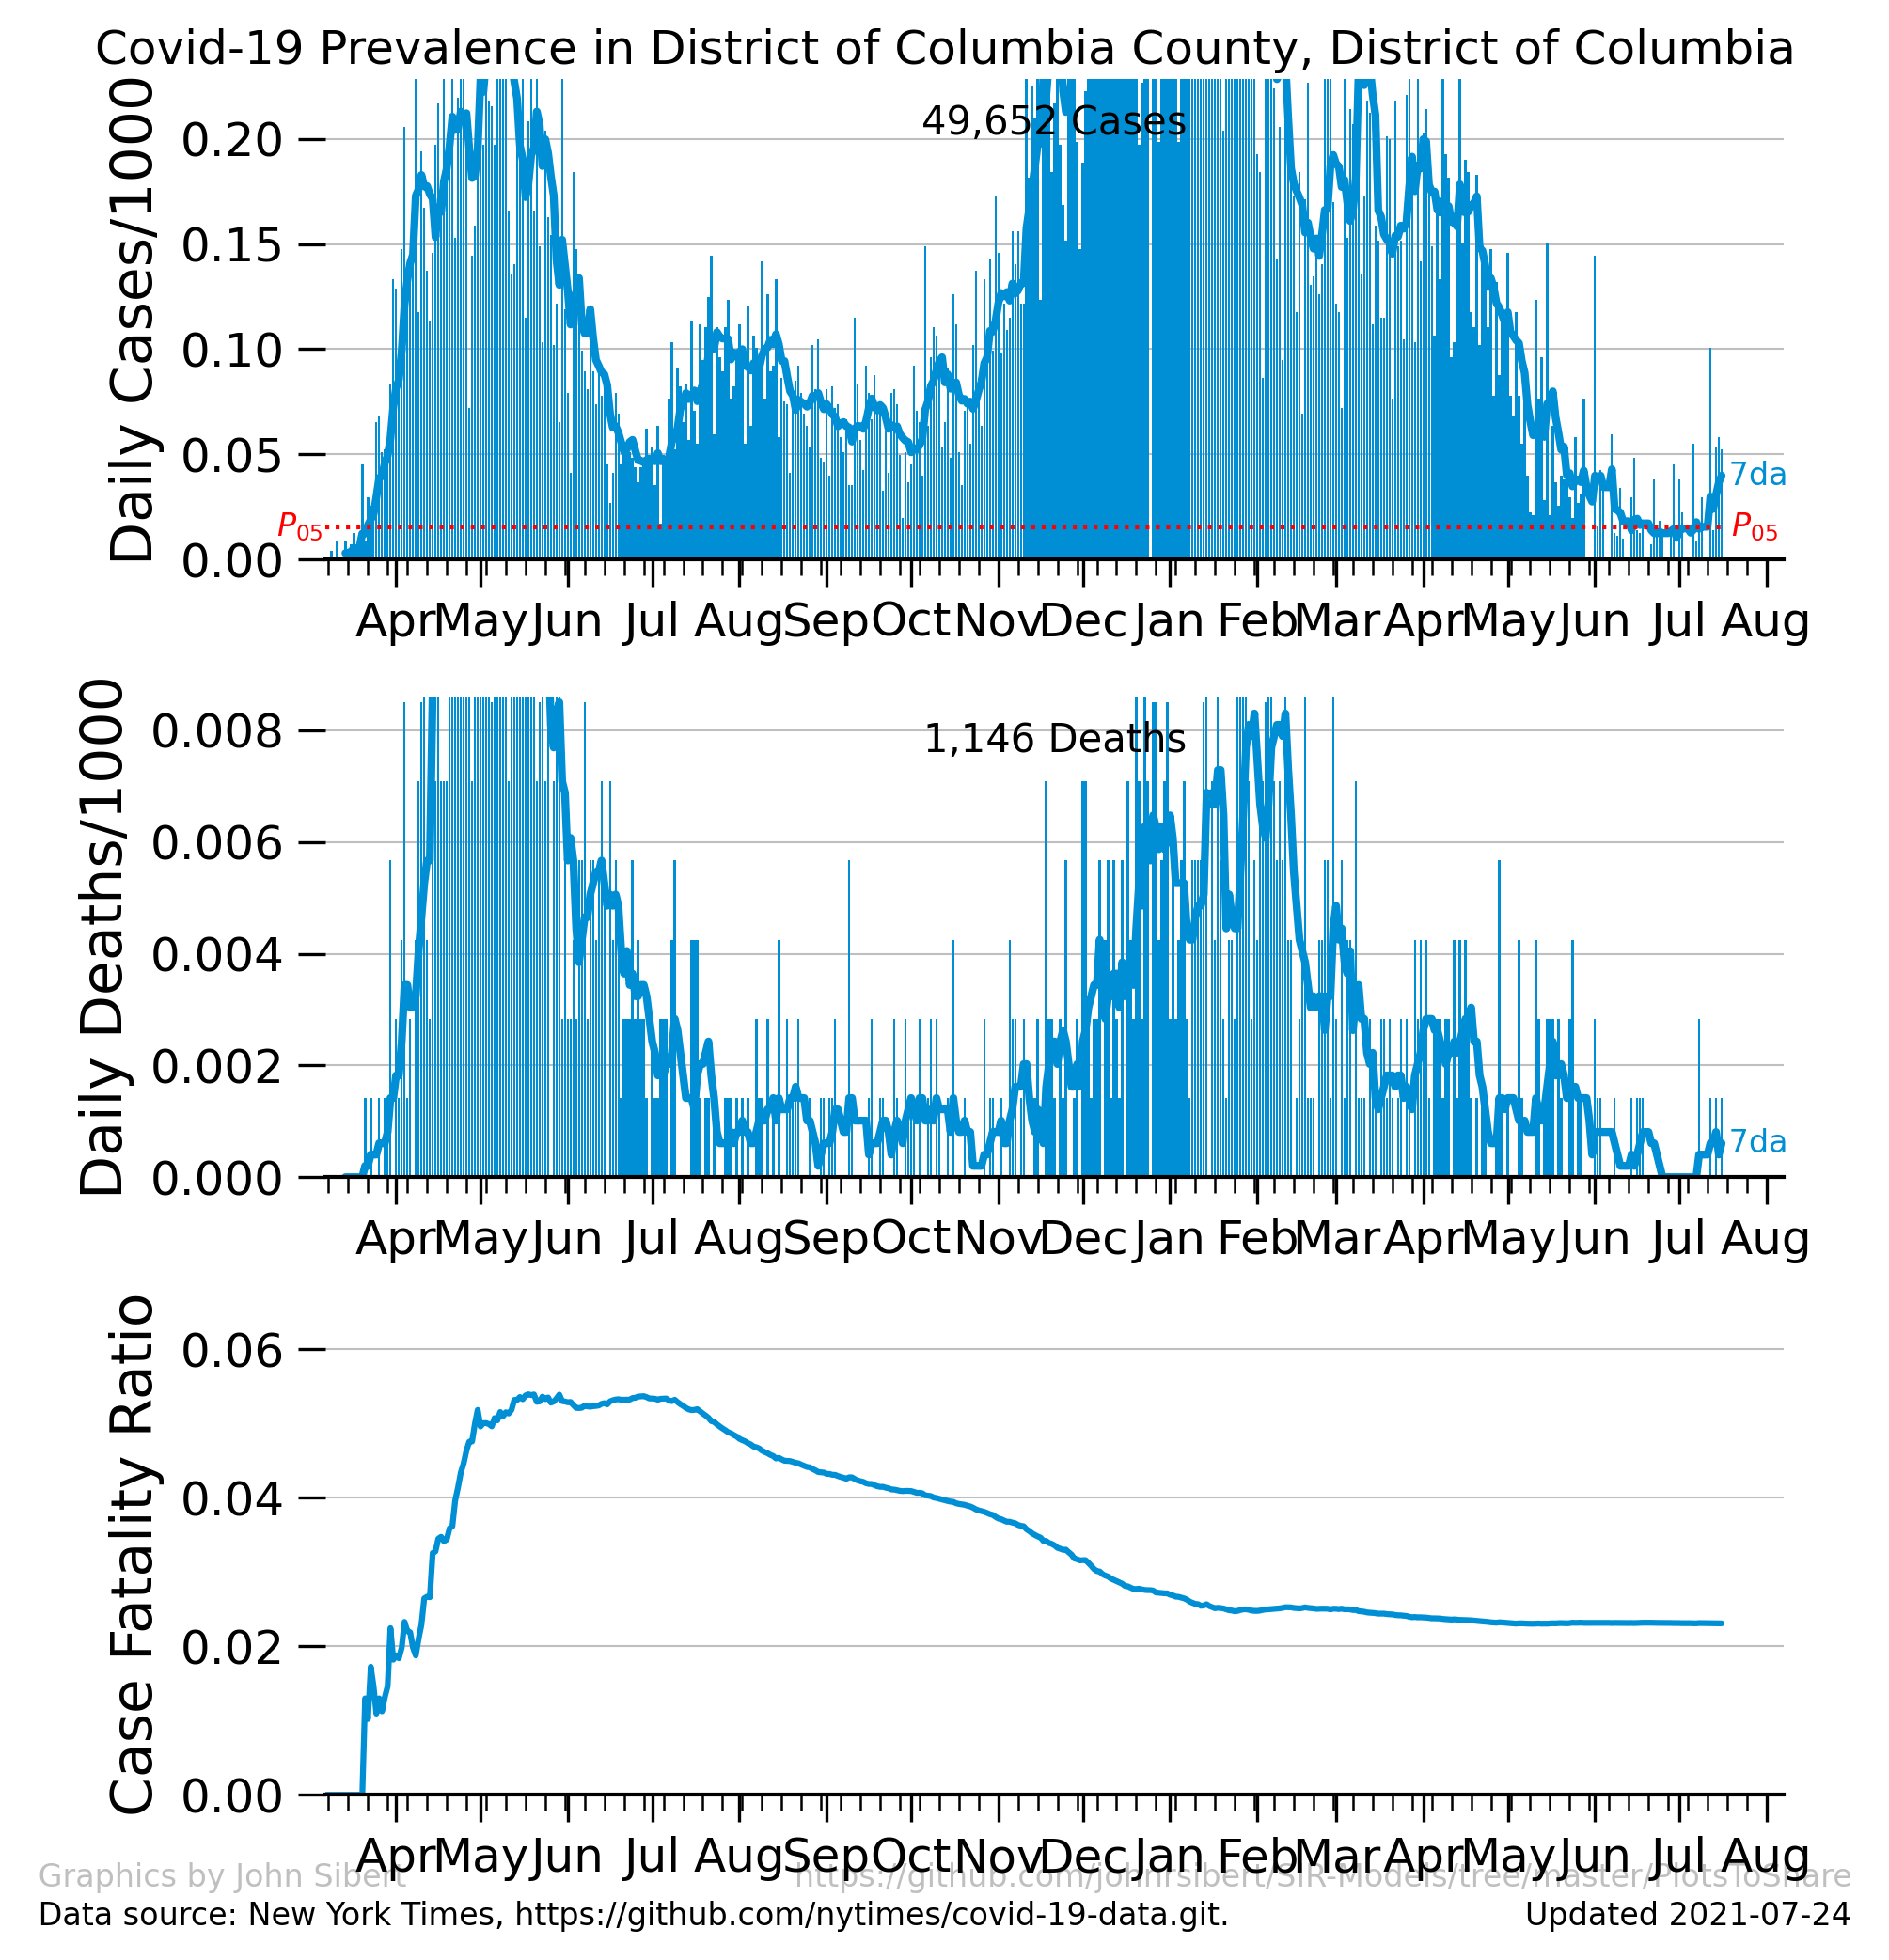 Covid-19 Prevalence in District of Columbia County, District of Columbia
Daily Cases/1000
0.20
0.15
0.10
0.05
0.00
49,652 Cases
7da
P05
P05
Apr May Jun Jul Aug Sep Oct Nov Dec Jan Feb Mar Apr May Jun Jul Aug
Daily Deaths/1000
0.008
0.006
0.004
0.002
0.000
1,146 Deaths
7da
Apr May Jun Jul Aug Sep Oct Nov Dec Jan Feb Mar Apr May Jun Jul Aug
Case Fatality Ratio
0.06
0.04
0.02
0.00
Apr May Jun Jul Aug Sep Oct Nov Dec Jan Feb Mar Apr May Jun Jul Aug
Graphics by John Sibert
https://github.com/johnrsibert/SIR-Models/tree/master/PlotsToShare
Data source: New York Times, https://github.com/nytimes/covid-19-data.git.
Updated 2021-07-24